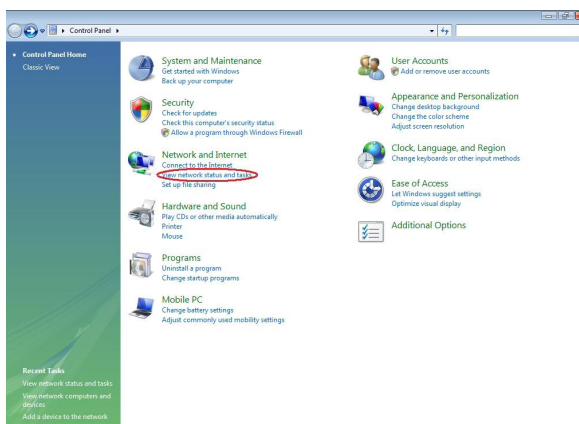 Control Panel
Control Panel Home
Classic View
System and Maintenance
Get started with Windows
Back up your computer
Security
Check for updates
Check this computer's security status
Allow a program through Windows Firewall
Network and Internet
Connect to the Internet
View network status and tasks
Set up file sharing
Hardware and Sound
Play CDs or other media automatically
Printer
Mouse
Programs
Uninstall a program
Change startup programs
Mobile PC
Change battery settings
Adjust commonly used mobility settings
User Accounts
Add or remove user accounts
Appearance and Personalization
Change desktop background
Change the color scheme
Adjust screen resolution
Clock, Language, and Region
Change keyboards or other input methods
Ease of Access
Let Windows suggest settings
Optimize visual display
Additional Options
Recent Tasks
View network status and tasks
View network computers and
devices
Add a device to the network